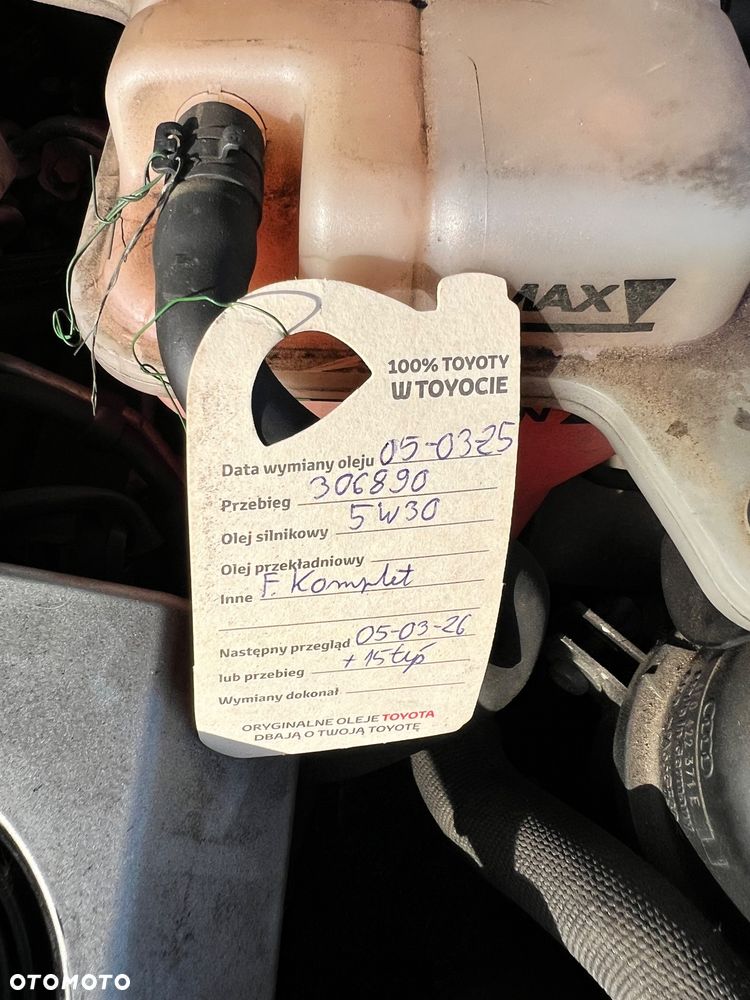 MAX
100% TOYOTY
W TOYOCIE
Data wymiany oleju 05-03-25
Przebieg 306890
Olej silnikowy 5W30
Olej przekładniowy
Inne F. Komplet
Następny przegląd 05-03-26
lub przebieg +15tyś
Wymiany dokonał
ORYGINALNE OLEJE TOYOTA
DBAJĄ O TWOJĄ TOYOTĘ
OTOMOTO